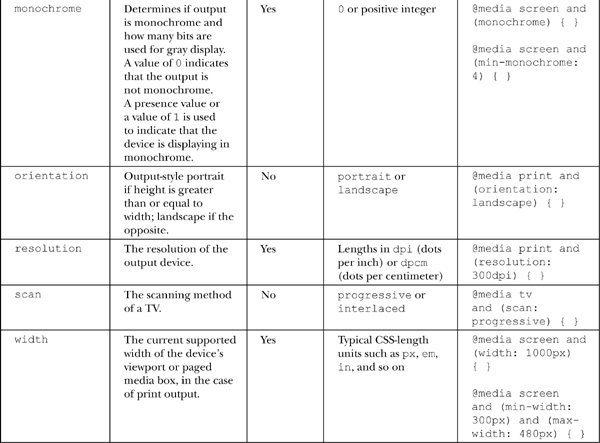 monochrome
Determines if output
is monochrome and
how many bits are
used for gray display.
A value of 0 indicates
that the output is
not monochrome.
A presence value or
a value of 1 is used
to indicate that the
device is displaying in
monochrome.
Yes
0 or positive integer
@media screen and
(monochrome) { }
@media screen and
(min-monochrome:
4) { }
orientation
Output-style portrait
if height is greater
than or equal to
width; landscape if the
opposite.
No
portrait or
landscape
@media print and
(orientation:
landscape) { }
resolution
The resolution of the
output device.
Yes
Lengths in dpi (dots
per inch) or dpcm
(dots per centimeter)
@media print and
(resolution:
300dpi) { }
scan
The scanning method
of a TV.
No
progressive or
interlaced
@media tv
and (scan:
progressive) { }
width
The current supported
width of the device's
viewport or paged
media box, in the case
of print output.
Yes
Typical CSS-length
units such as px, em,
in, and so on
@media screen and
(width: 1000px)
{ }
@media screen
and (min-width:
300px) and (max-
width: 480px) { }